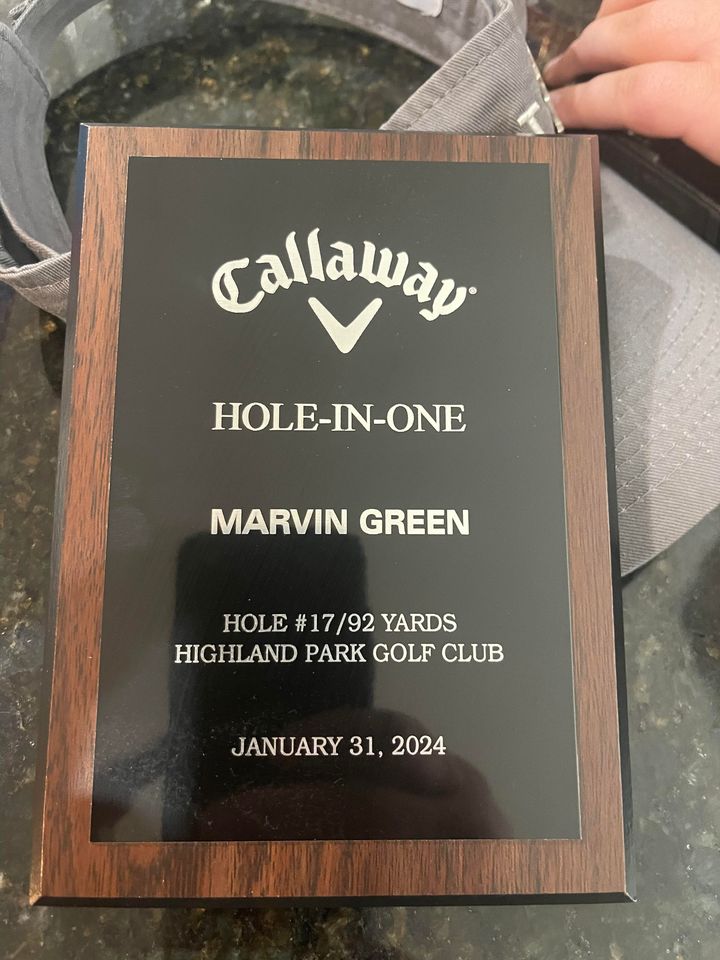 Callaway
HOLE-IN-ONE
MARVIN GREEN
HOLE #17/92 YARDS
HIGHLAND PARK GOLF CLUB
JANUARY 31, 2024